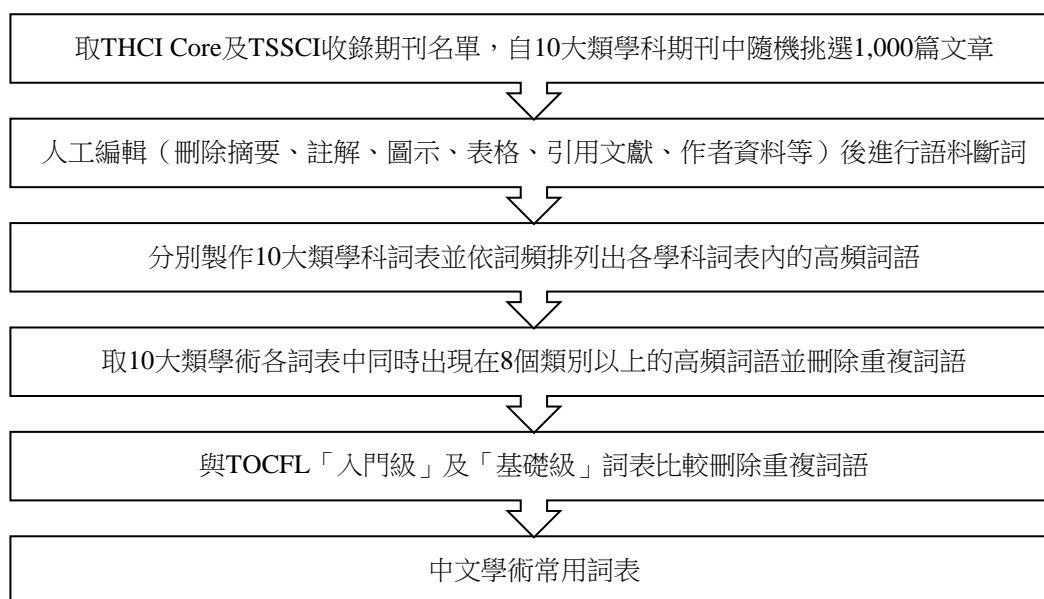 取THCI Core及TSSCI收錄期刊名單，自10大類學科期刊中隨機挑選1,000篇文章
人工編輯（刪除摘要、註解、圖示、表格、引用文獻、作者資料等）後進行語料斷詞
分別製作10大類學科詞表並依詞頻排列出各學科詞表內的高頻詞語
取10大類學術各詞表中同時出現在8個類別以上的高頻詞語並刪除重複詞語
與TOCFL「入門級」及「基礎級」詞表比較刪除重複詞語
中文學術常用詞表